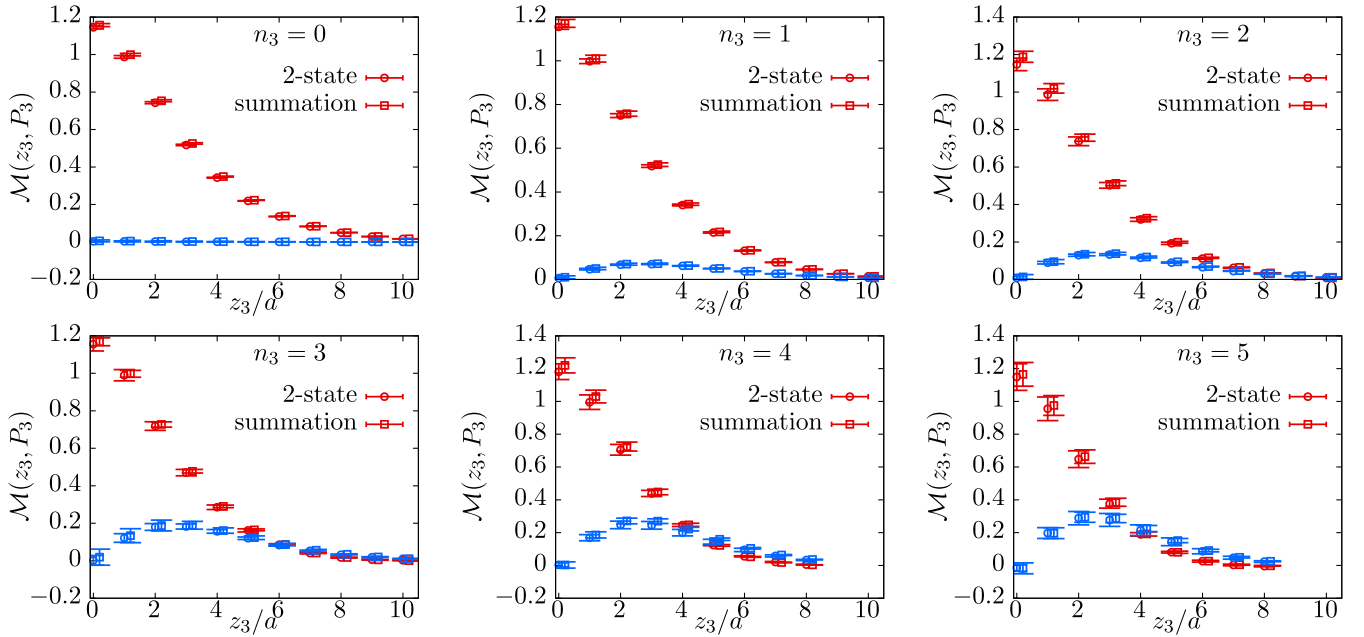 1.2
1
0.8
0.6
0.4
0.2
0
−0.2
M(z₃, P₃)
n₃ = 0
2-state
summation
0 2 4 6 8 10
z₃/a
1.2
1
0.8
0.6
0.4
0.2
0
M(z₃, P₃)
n₃ = 1
2-state
summation
0 2 4 6 8 10
z₃/a
1.4
1.2
1
0.8
0.6
0.4
0.2
0
M(z₃, P₃)
n₃ = 2
2-state
summation
0 2 4 6 8 10
z₃/a
1.2
1
0.8
0.6
0.4
0.2
0
−0.2
M(z₃, P₃)
n₃ = 3
2-state
summation
0 2 4 6 8 10
z₃/a
1.4
1.2
1
0.8
0.6
0.4
0.2
0
−0.2
M(z₃, P₃)
n₃ = 4
2-state
summation
0 2 4 6 8 10
z₃/a
1.4
1.2
1
0.8
0.6
0.4
0.2
0
−0.2
M(z₃, P₃)
n₃ = 5
2-state
summation
0 2 4 6 8 10
z₃/a